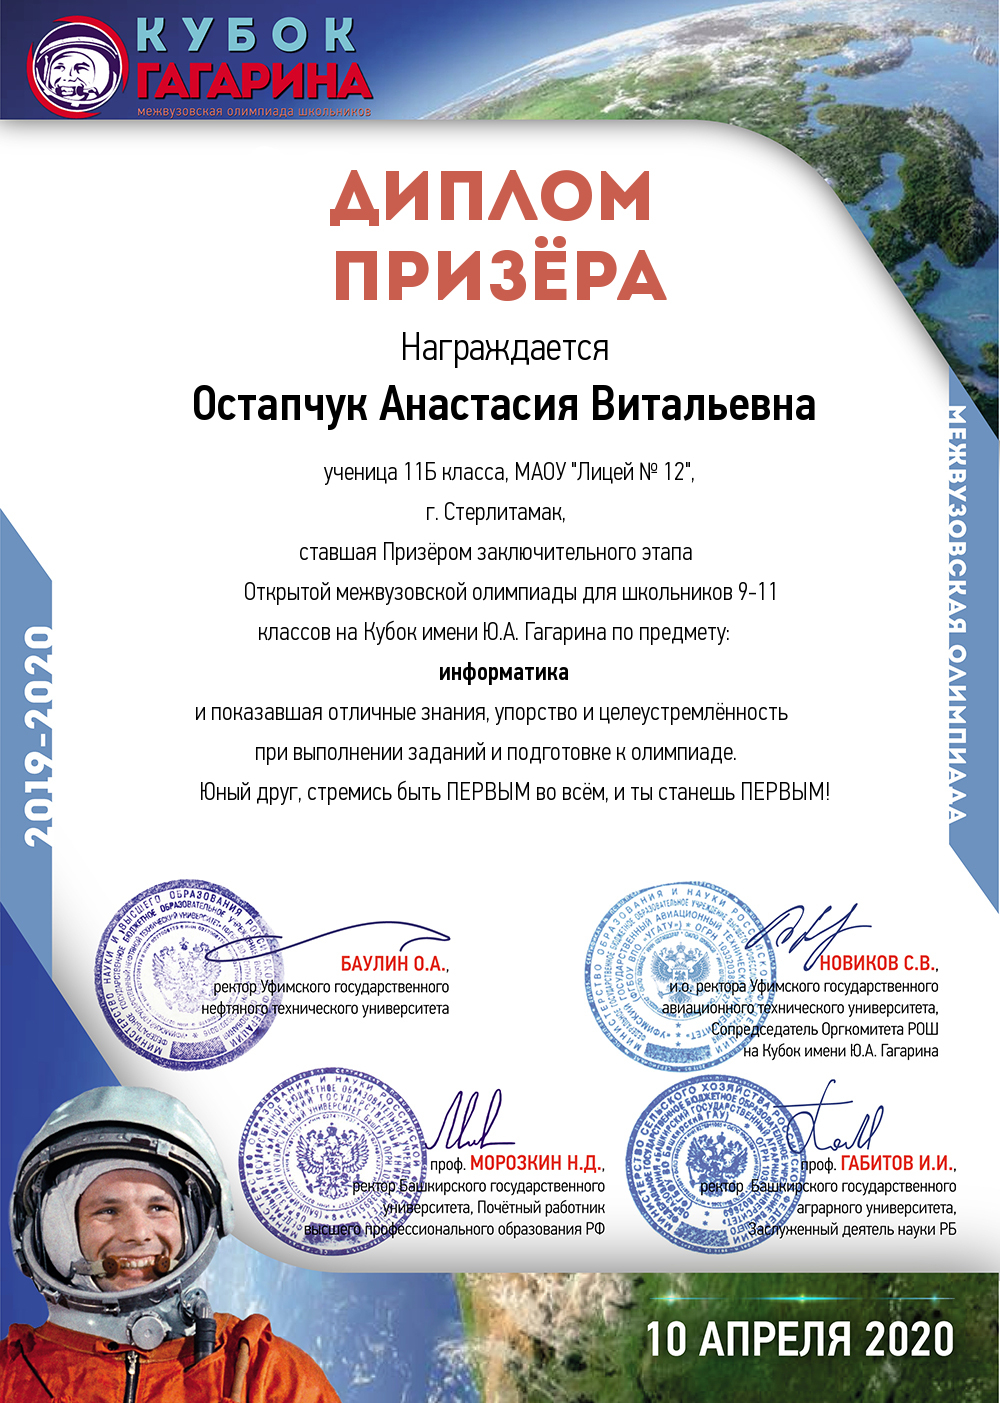 КУБОК
ГАГАРИНА
межвузовская олимпиада школьников
ДИПЛОМ
ПРИЗЁРА
Награждается
Остапчук Анастасия Витальевна
ученица 11Б класса, МАОУ "Лицей № 12",
г. Стерлитамак,
ставшая Призёром заключительного этапа
Открытой межвузовской олимпиады для школьников 9-11
классов на Кубок имени Ю.А. Гагарина по предмету:
информатика
и показавшая отличные знания, упорство и целеустремлённость
при выполнении заданий и подготовке к олимпиаде.
Юный друг, стремись быть ПЕРВЫМ во всём, и ты станешь ПЕРВЫМ!
2019-2020
МЕЖВУЗОВСКАЯ ОЛИМПИАДА
БАУЛИН О.А.,
ректор Уфимского государственного
нефтяного технического университета
НОВИКОВ С.В.,
и.о. ректора Уфимского государственного
авиационного технического университета,
Сопредседатель Оргкомитета РОШ
на Кубок имени Ю.А. Гагарина
проф. МОРОЗКИН Н.Д.,
ректор Башкирского государственного
университета, Почётный работник
высшего профессионального образования РФ
проф. ГАБИТОВ И.И.,
ректор Башкирского государственного
аграрного университета,
Заслуженный деятель науки РБ
10 АПРЕЛЯ 2020